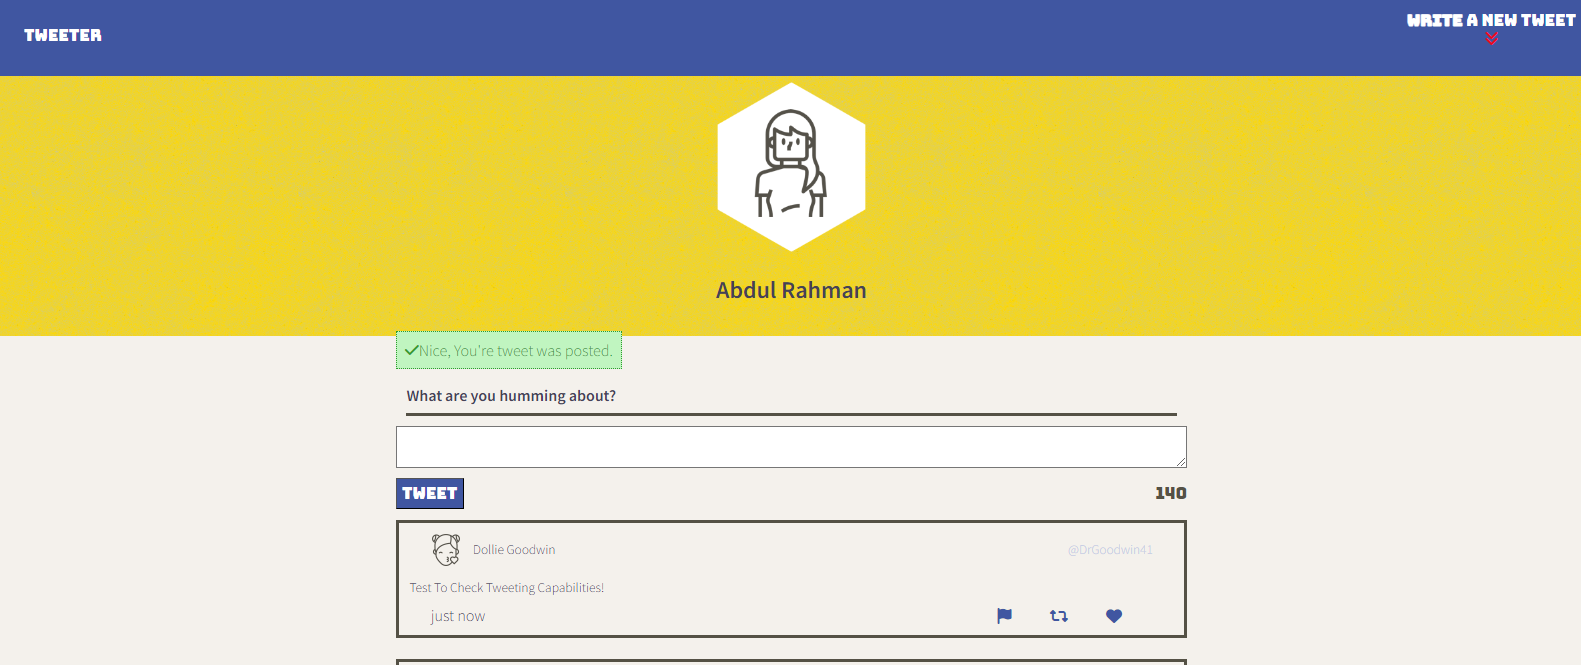 TWEETER
WRITE A NEW TWEET
Abdul Rahman
Nice, You're tweet was posted.
What are you humming about?
TWEET
140
Dollie Goodwin
@DrGoodwin41
Test To Check Tweeting Capabilities!
just now